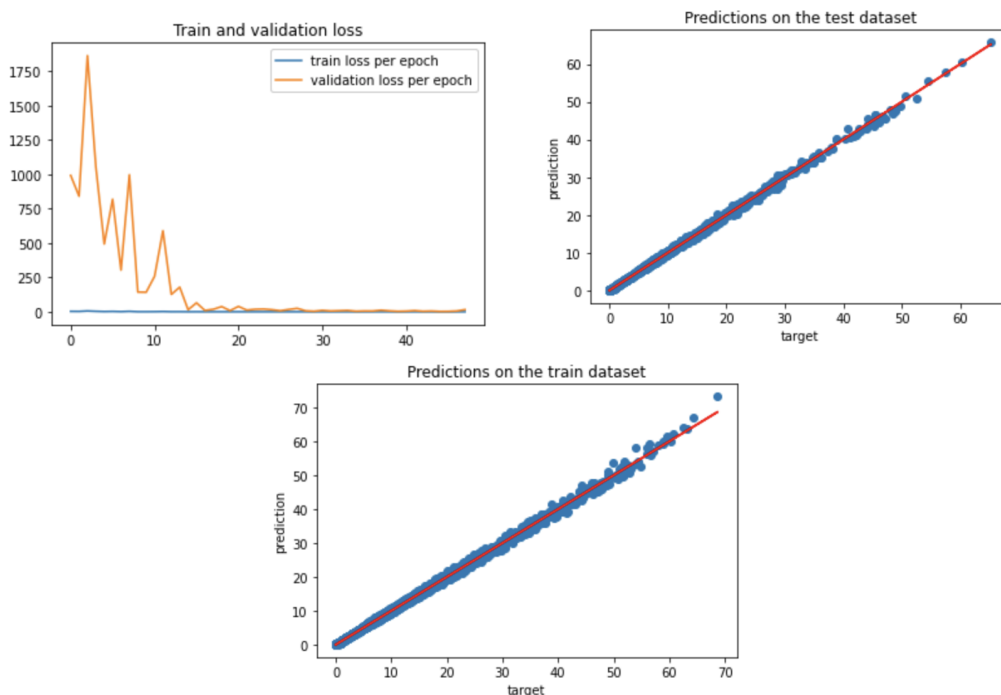 Train and validation loss
train loss per epoch
validation loss per epoch
1750
1500
1250
1000
750
500
250
0
0 10 20 30 40
Predictions on the test dataset
prediction
60
50
40
30
20
10
0
0 10 20 30 40 50 60
target
Predictions on the train dataset
prediction
70
60
50
40
30
20
10
0
0 10 20 30 40 50 60 70
target